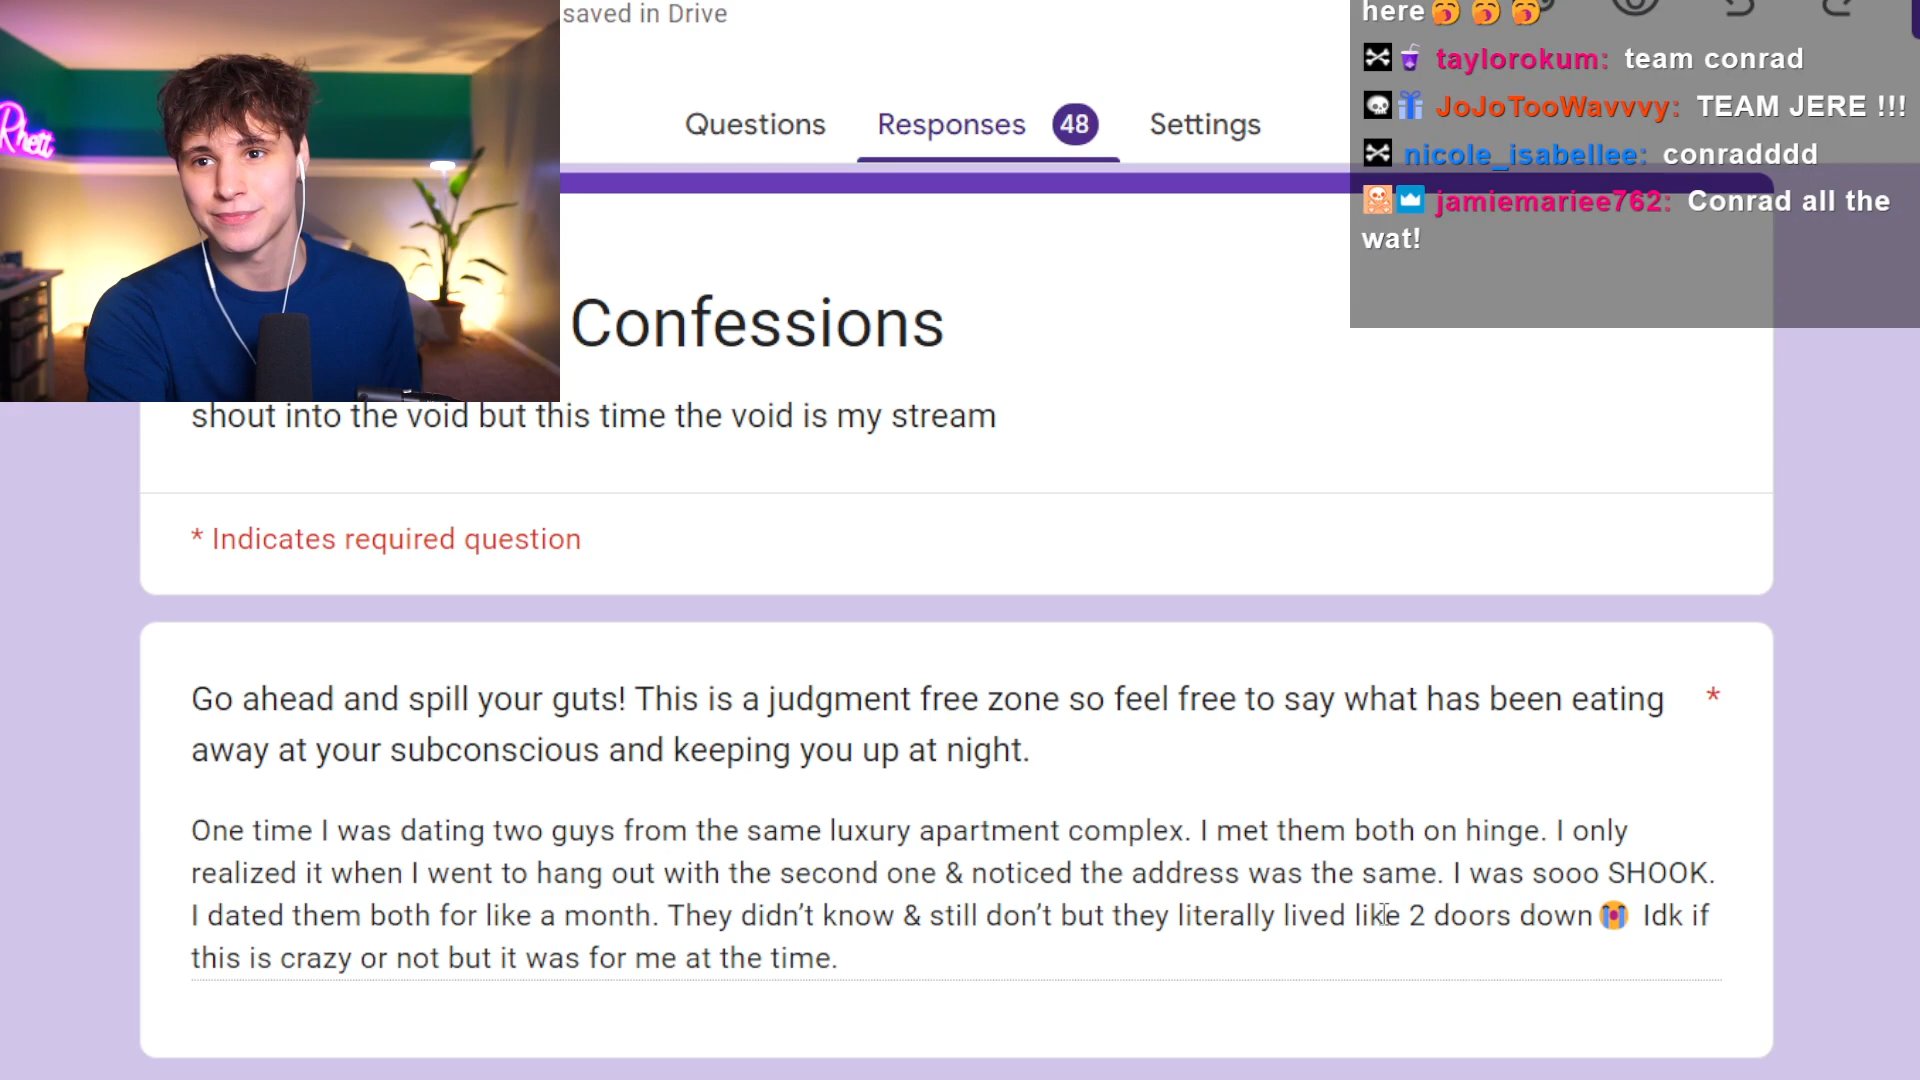 Rhett
saved in Drive
Questions Responses 48 Settings
here🥱🥱🥱
taylorokum: team conrad
JoJoTooWavvvy: TEAM JERE !!!
nicole_isabellee: conradddd
jamiemariee762: Conrad all the
wat!
Confessions
shout into the void but this time the void is my stream
* Indicates required question
Go ahead and spill your guts! This is a judgment free zone so feel free to say what has been eating *
away at your subconscious and keeping you up at night.
One time I was dating two guys from the same luxury apartment complex. I met them both on hinge. I only
realized it when I went to hang out with the second one & noticed the address was the same. I was sooo SHOOK.
I dated them both for like a month. They didn’t know & still don’t but they literally lived like 2 doors down😭 Idk if
this is crazy or not but it was for me at the time.